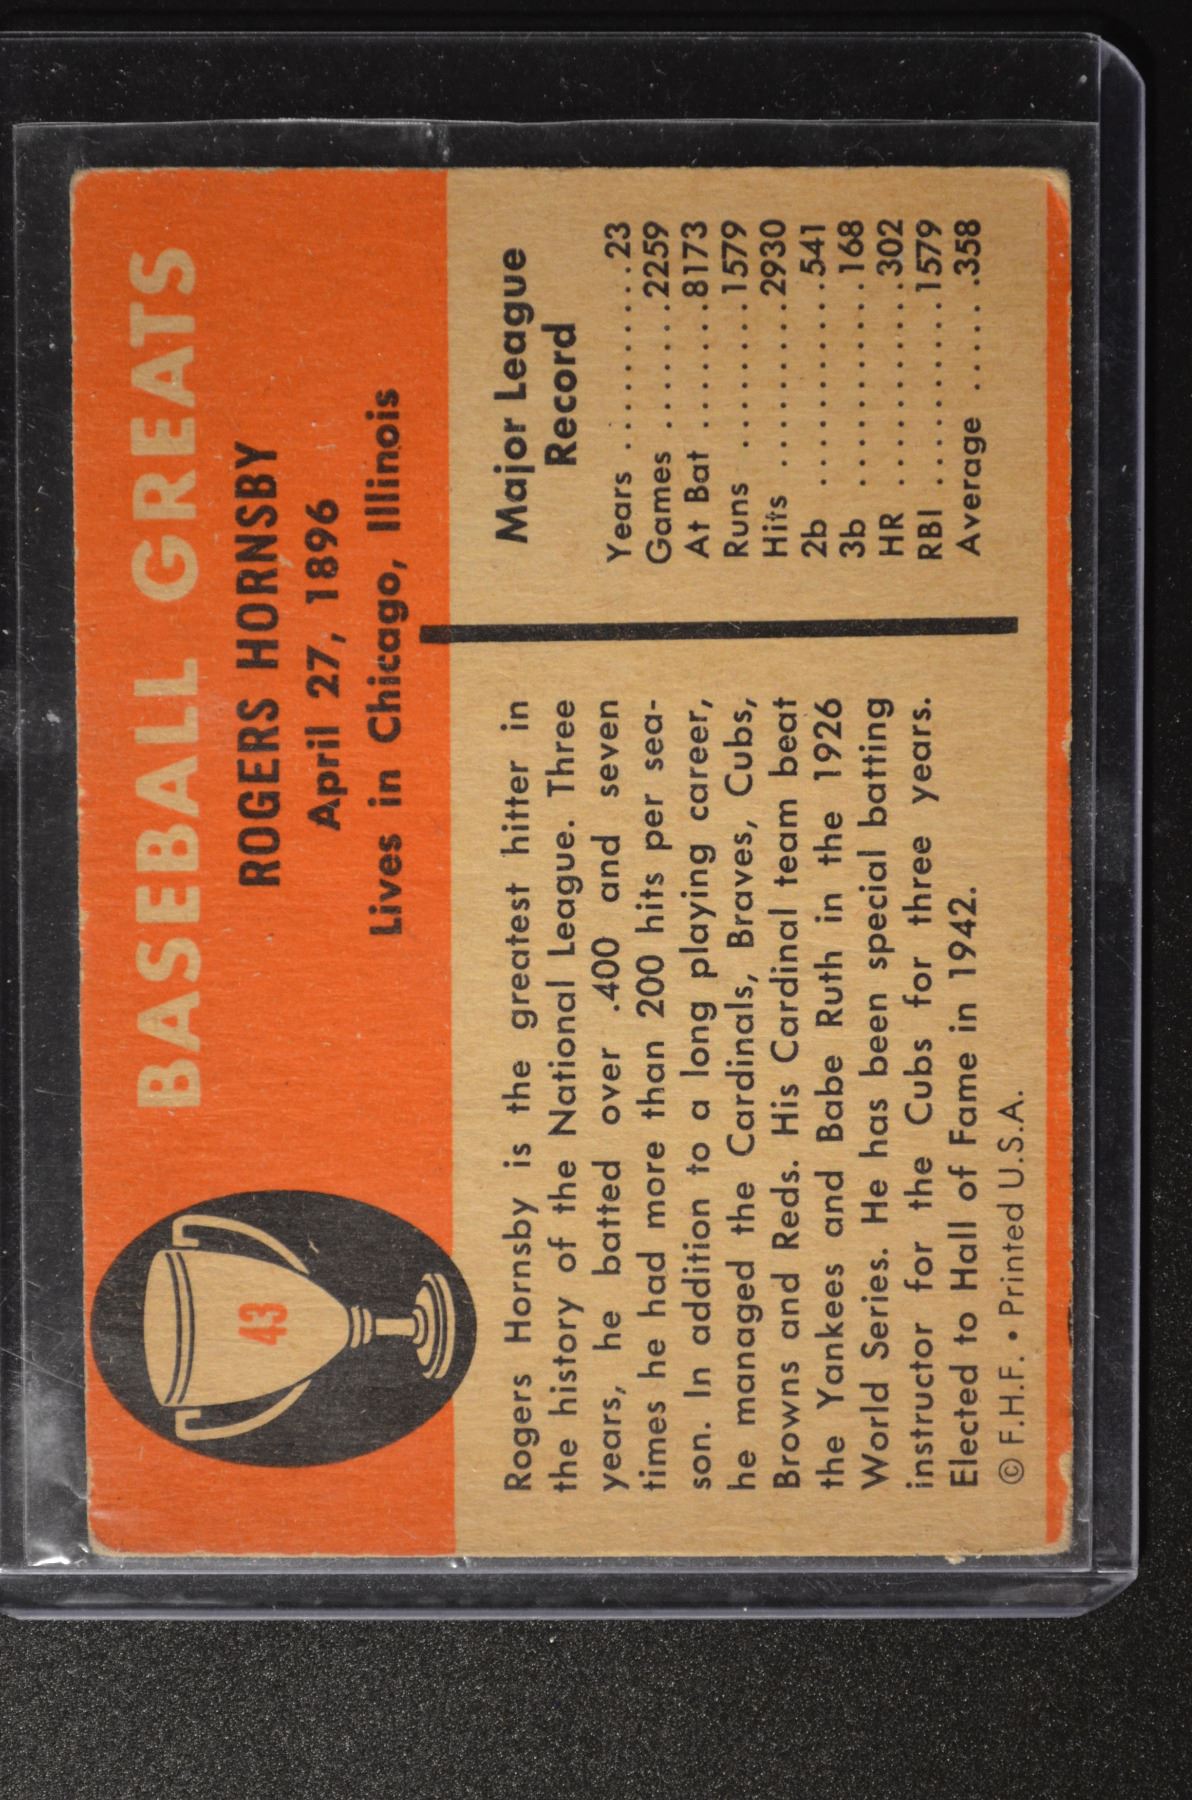 BASEBALL GREATS
ROGERS HORNSBY
April 27, 1896
Lives in Chicago, Illinois
43
Rogers Hornsby is the greatest hitter in
the history of the National League. Three
years, he batted over .400 and seven
times he had more than 200 hits per sea-
son. In addition to a long playing career,
he managed the Cardinals, Braves, Cubs,
Browns and Reds. His Cardinal team beat
the Yankees and Babe Ruth in the 1926
World Series. He has been special batting
instructor for the Cubs for three years.
Elected to Hall of Fame in 1942.
© F.H.F. • Printed U.S.A.
Major League
Record
Years ..........23
Games .......2259
At Bat .......8173
Runs .........1579
Hits ..........2930
2b ...........541
3b ...........168
HR ...........302
RBI ..........1579
Average ......358